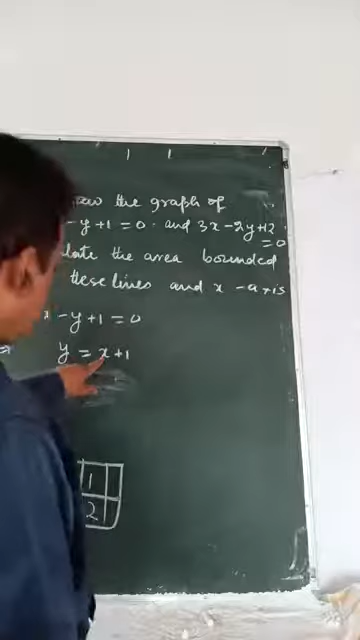 the graph of
- y + 1 = 0 and 3x - 2y + 12
= 0
the area bounded
these lines and x - axis
x - y + 1 = 0
y = x + 1
1
2